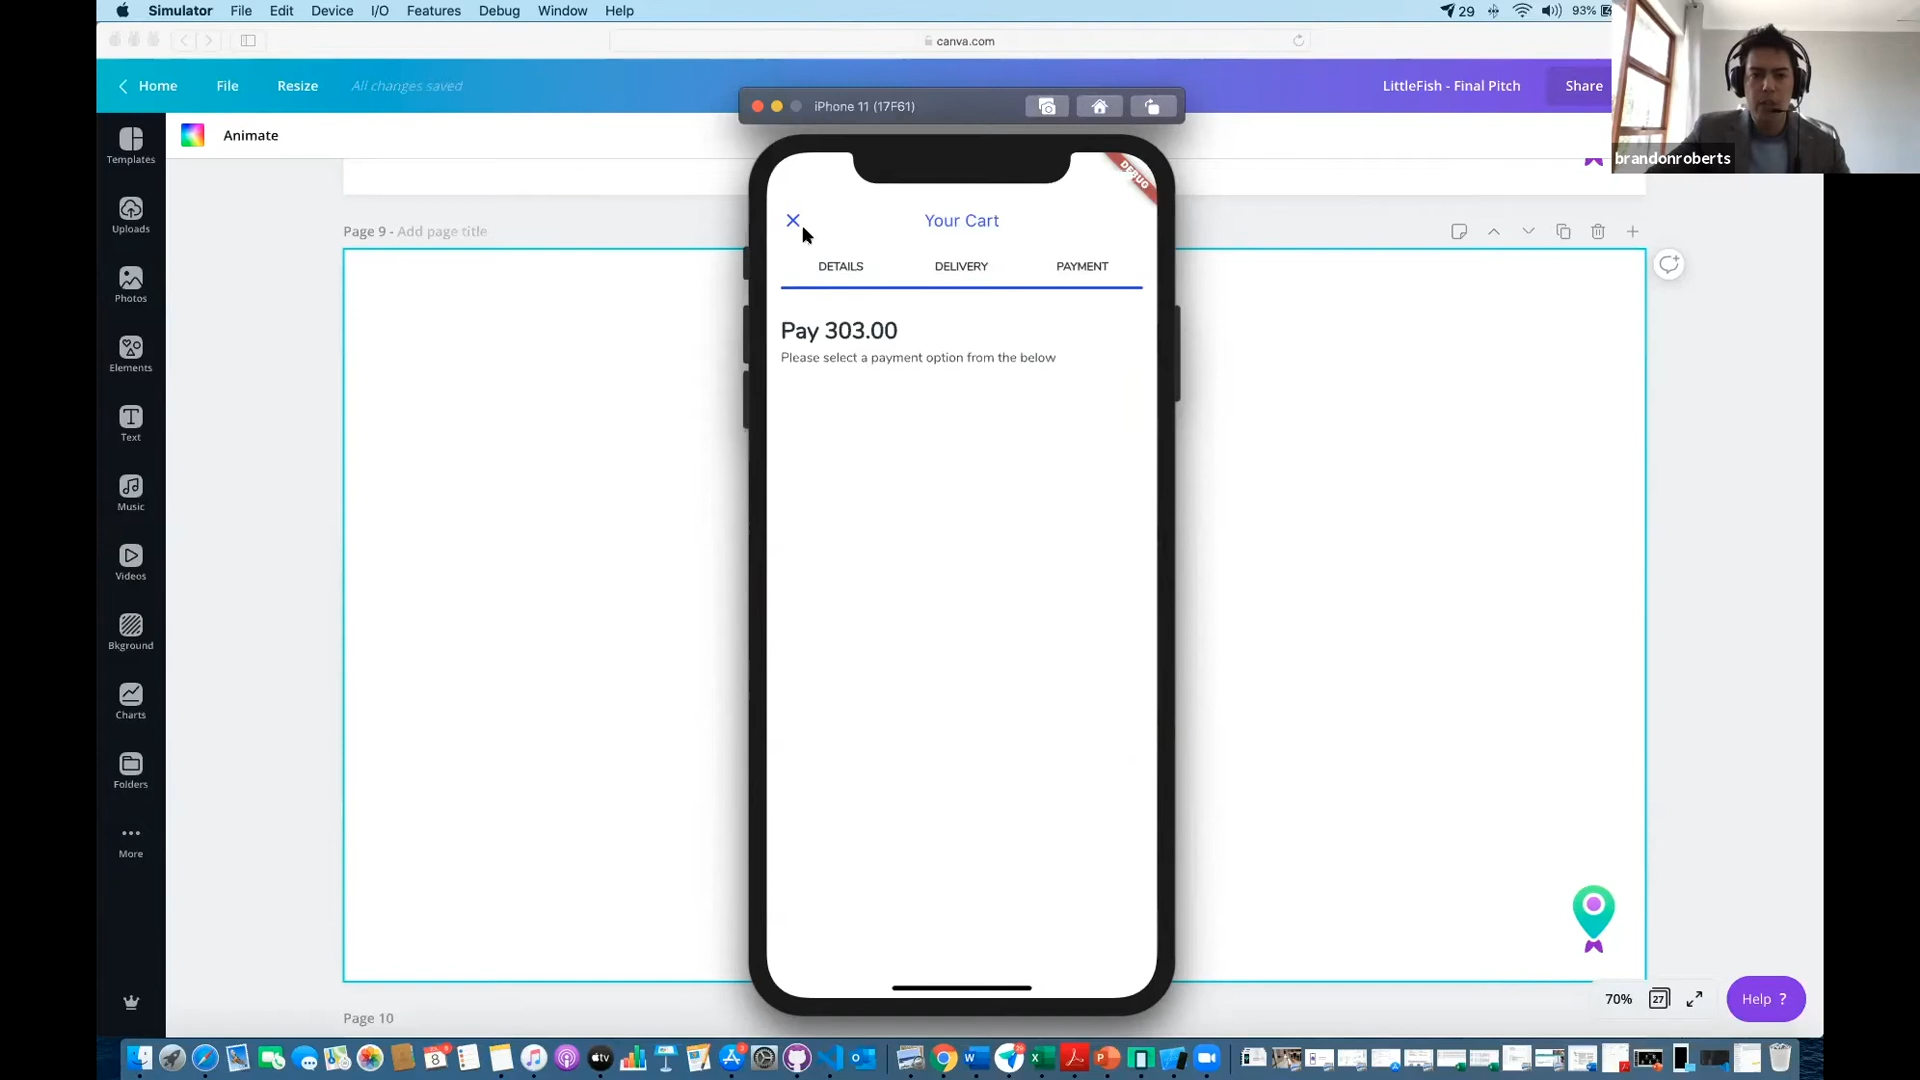 Simulator File Edit Device I/O Features Debug Window Help 29 93%
canva.com
Home File Resize All changes saved LittleFish - Final Pitch Share
iPhone 11 (17F61)
brandonroberts
Animate
Templates
Uploads
Photos
Elements
Text
Music
Videos
Bkground
Charts
Folders
More
Page 9 - Add page title
DEBUG
Your Cart
DETAILS DELIVERY PAYMENT
Pay 303.00
Please select a payment option from the below
70% 27 Help ?
Page 10